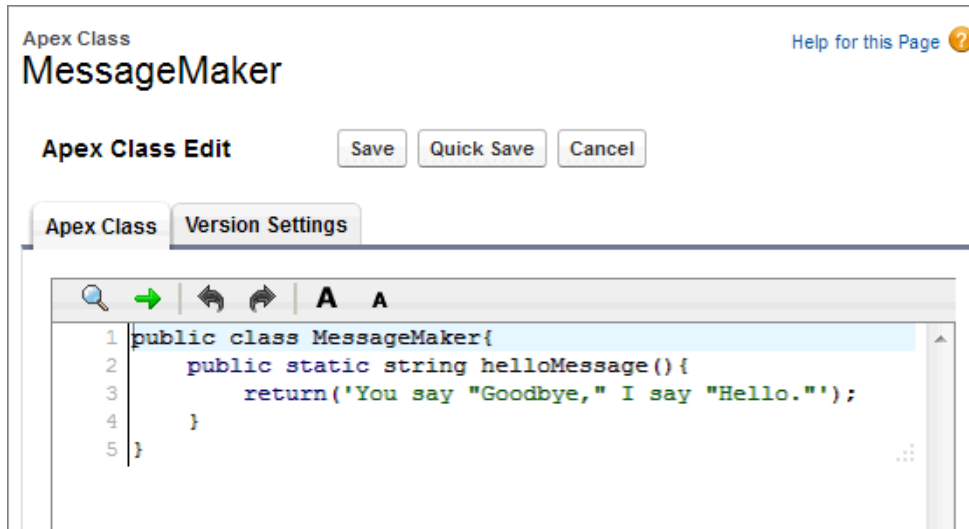 Apex Class
MessageMaker
Help for this Page ?
Apex Class Edit
Save Quick Save Cancel
Apex Class Version Settings
A A
1 public class MessageMaker{
2 public static string helloMessage(){
3 return('You say "Goodbye," I say "Hello."');
4 }
5 }